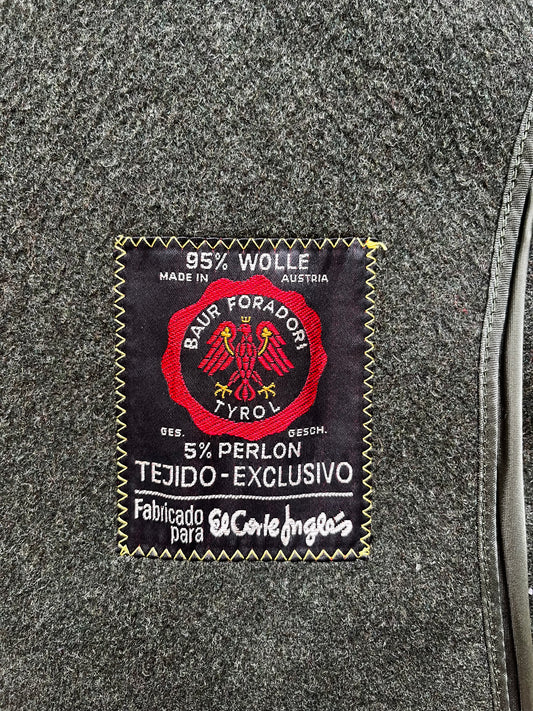 95% WOLLE
MADE IN AUSTRIA
BAUR FORADORI
TYROL
GES. GESCH.
5% PERLON
TEJIDO-EXCLUSIVO
Fabricado
para El Corte Inglés